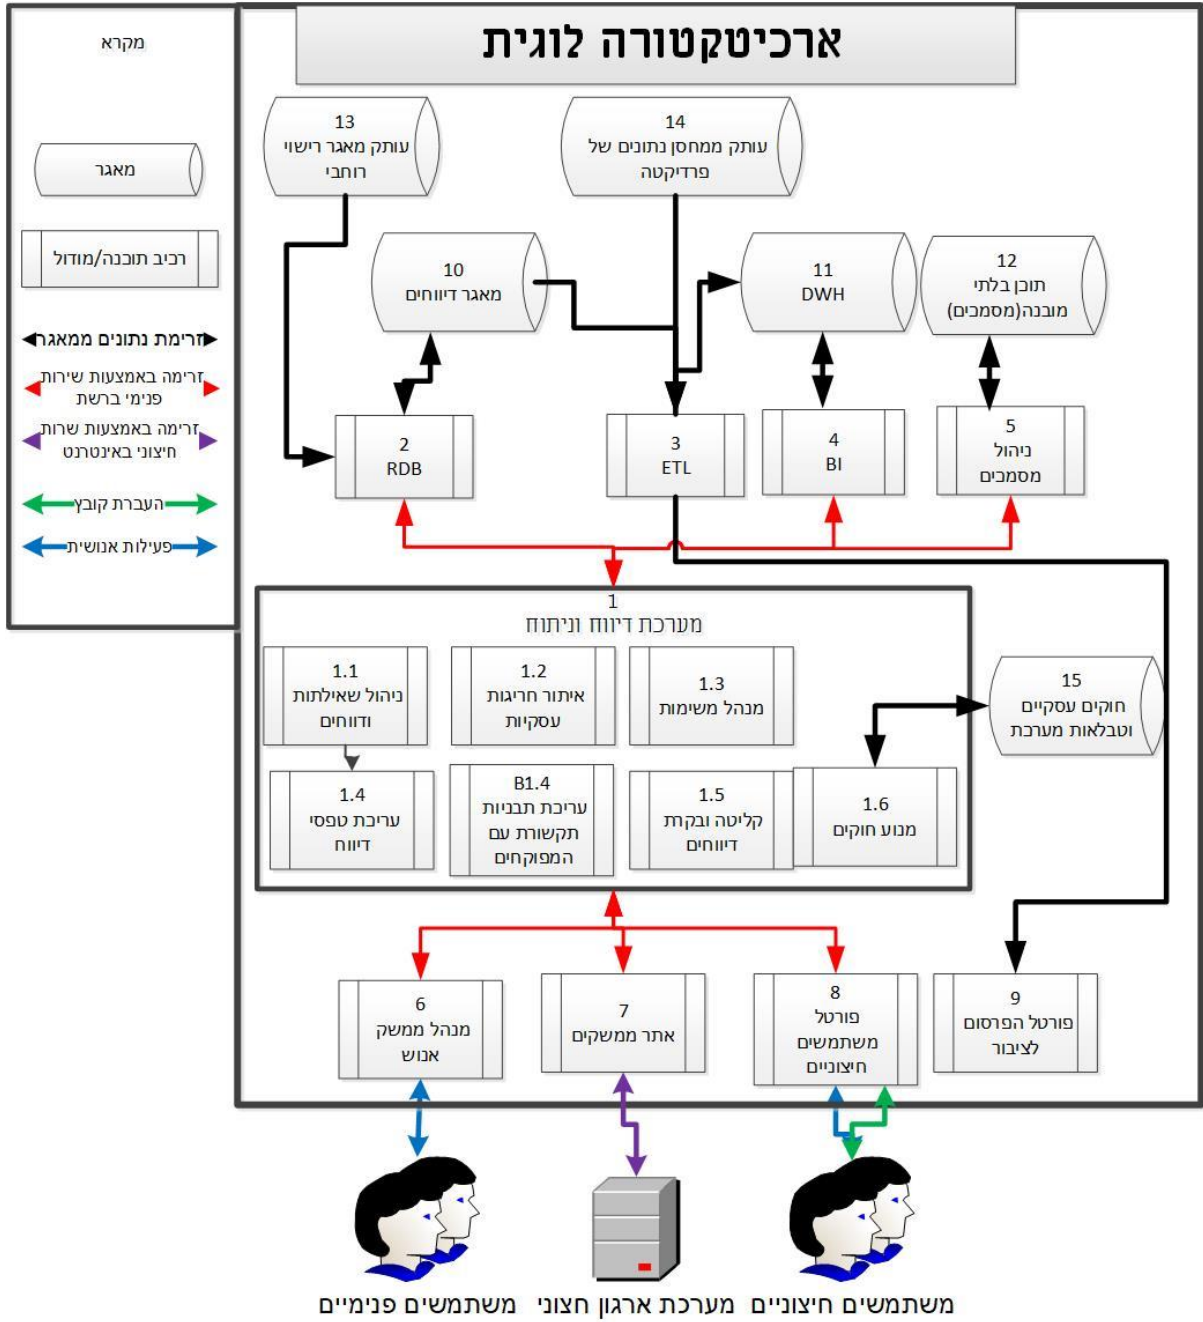 ארכיטקטורה לוגית
מקרא
מאגר
רכיב תוכנה/מודול
זרימת נתונים ממאגר
זרימה באמצעות שירות
פנימי ברשת
זרימה באמצעות שרות
חיצוני באינטרנט
העברת קובץ
פעילות אנושית
13
עותק מאגר רישוי
רוחבי
14
עותק ממחסן נתונים של
פרדיקטה
10
מאגר דיווחים
11
DWH
12
תוכן בלתי
מובנה(מסמכים)
2
RDB
3
ETL
4
BI
5
ניהול
מסמכים
1
מערכת דיווח וניתוח
1.1
ניהול שאילתות
ודווחים
1.2
איתור חריגות
עסקיות
1.3
מנהל משימות
1.4
עריכת טפסי
דיווח
B1.4
עריכת תבניות
תקשורת עם
המפוקחים
1.5
קליטה ובקרת
דיווחים
1.6
מנוע חוקים
15
חוקים עסקיים
וטבלאות מערכת
6
מנהל ממשק
אנוש
7
אתר ממשקים
8
פורטל
משתמשים
חיצוניים
9
פורטל הפרסום
לציבור
משתמשים פנימיים
מערכת ארגון חצוני
משתמשים חיצוניים